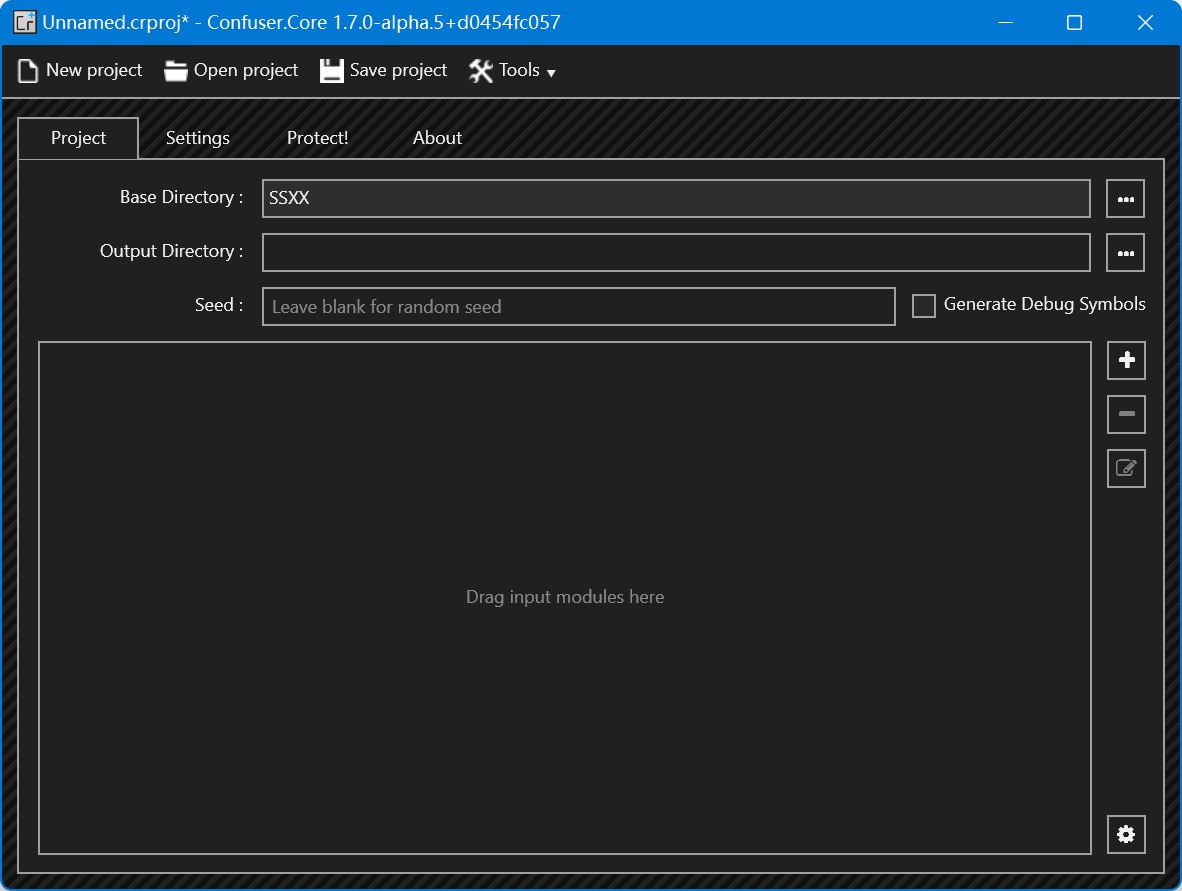 Unnamed.crproj* - Confuser.Core 1.7.0-alpha.5+d0454fc057
New project Open project Save project Tools
Project Settings Protect! About
Base Directory : SSXX
Output Directory :
Seed : Leave blank for random seed Generate Debug Symbols
Drag input modules here